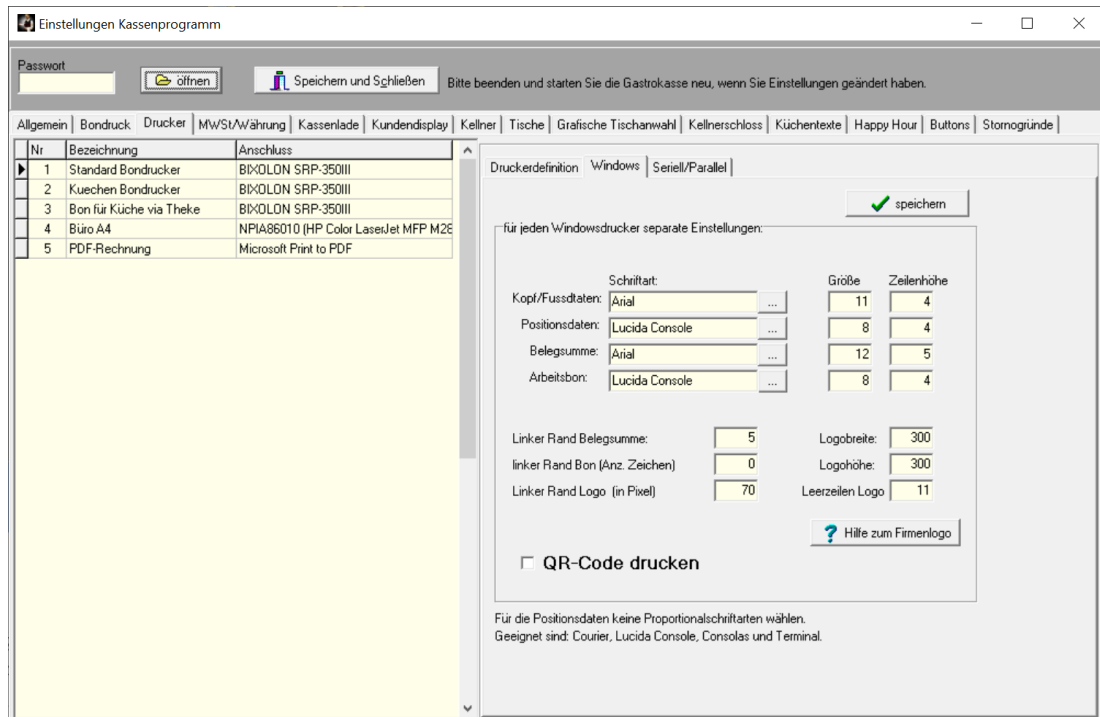 Einstellungen Kassenprogramm
Passwort
öffnen
Speichern und Schließen
Bitte beenden und starten Sie die Gastrokasse neu, wenn Sie Einstellungen geändert haben.
Allgemein Bondruck Drucker MWSt/Währung Kassenlade Kundendisplay Kellner Tische Grafische Tischanwahl Kellnerschloss Küchentexte Happy Hour Buttons Stornogründe
Nr Bezeichnung Anschluss
1 Standard Bondrucker BIXOLON SRP-350III
2 Kuechen Bondrucker BIXOLON SRP-350III
3 Bon für Küche via Theke BIXOLON SRP-350III
4 Büro A4 NPIA86010 (HP Color LaserJet MFP M28
5 PDF-Rechnung Microsoft Print to PDF
Druckerdefinition Windows Seriell/Parallel
speichern
für jeden Windowsdrucker separate Einstellungen:
Schriftart: Größe Zeilenhöhe
Kopf/Fussdtaten: Arial ... 11 4
Positionsdaten: Lucida Console ... 8 4
Belegsumme: Arial ... 12 5
Arbeitsbon: Lucida Console ... 8 4
Linker Rand Belegsumme: 5 Logobreite: 300
linker Rand Bon (Anz. Zeichen) 0 Logohöhe: 300
Linker Rand Logo (in Pixel) 70 Leerzeilen Logo 11
Hilfe zum Firmenlogo
QR-Code drucken
Für die Positionsdaten keine Proportionalschriftarten wählen.
Geeignet sind: Courier, Lucida Console, Consolas und Terminal.